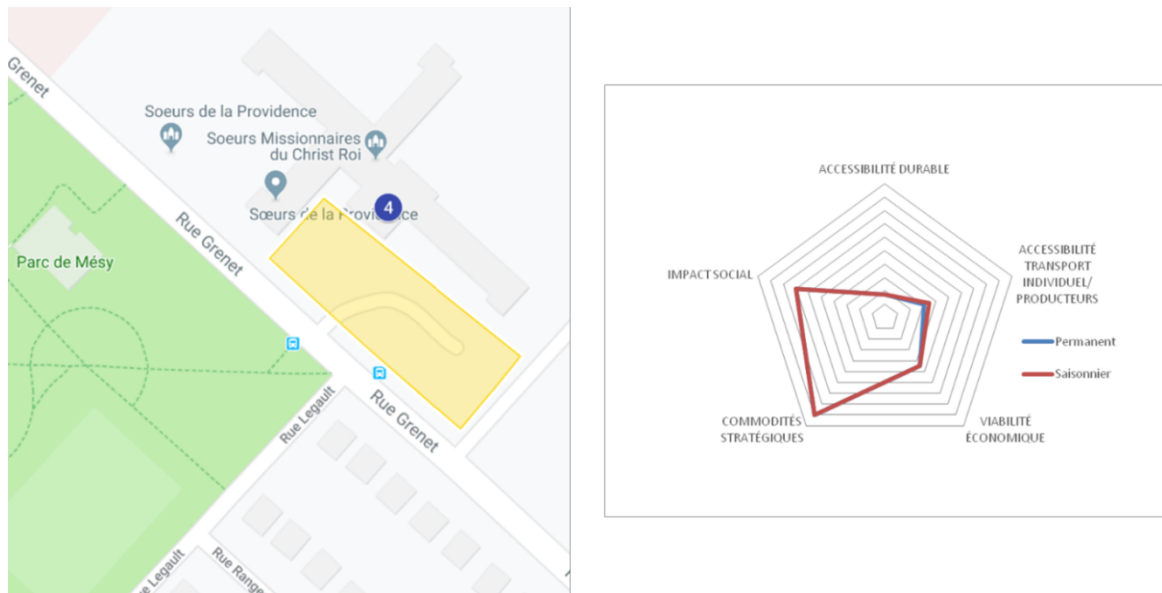 Grenet
Soeurs de la Providence
Soeurs Missionnaires
du Christ Roi
4
Sœurs de la Providence
Rue Grenet
Parc de Mésy
Rue Grenet
Rue Legault
Legault
Rue Range
ACCESSIBILITÉ DURABLE
ACCESSIBILITÉ
TRANSPORT
INDIVIDUEL/
PRODUCTEURS
IMPACT SOCIAL
Permanent
Saisonnier
COMMODITÉS
STRATÉGIQUES
VIABILITÉ
ÉCONOMIQUE